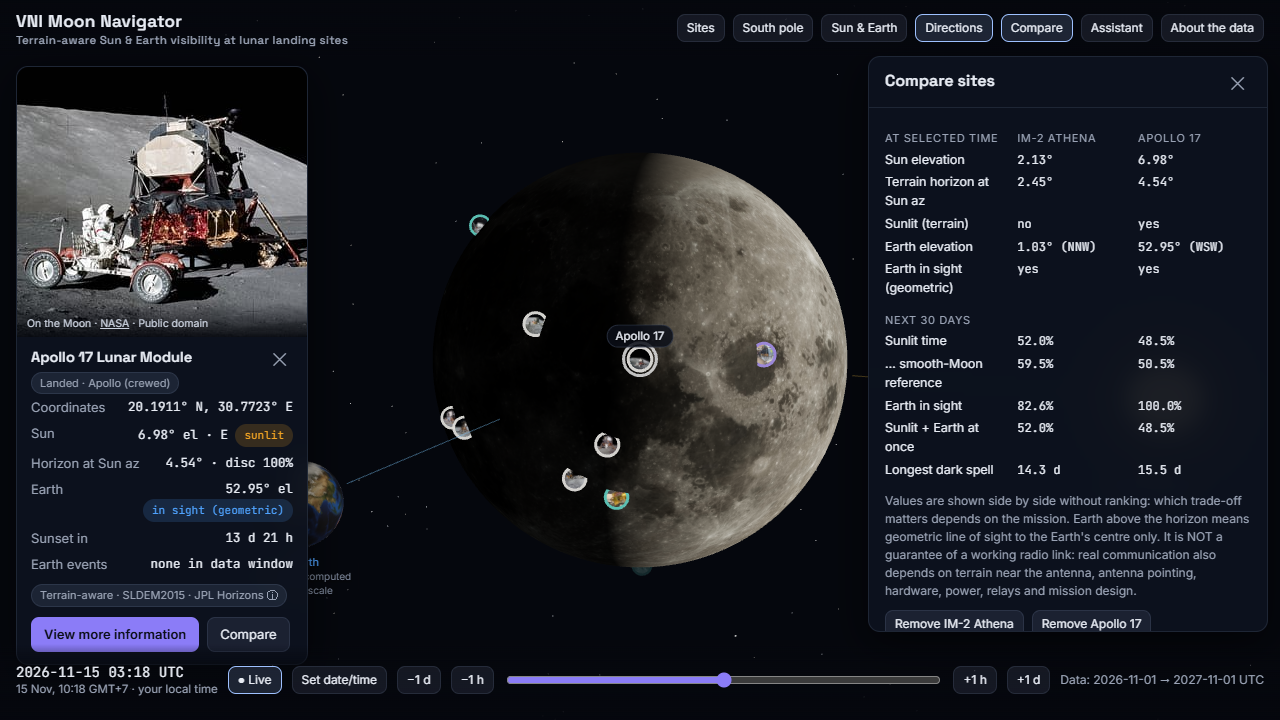 VNI Moon Navigator
Terrain-aware Sun & Earth visibility at lunar landing sites
Sites
South pole
Sun & Earth
Directions
Compare
Assistant
About the data
On the Moon · NASA · Public domain
Apollo 17 Lunar Module
Landed · Apollo (crewed)
Coordinates 20.1911° N, 30.7723° E
Sun 6.98° el · E sunlit
Horizon at Sun az 4.54° · disc 100%
Earth 52.95° el
in sight (geometric)
Sunset in 13 d 21 h
Earth events none in data window
Terrain-aware · SLDEM2015 · JPL Horizons ⓘ
View more information
Compare
Apollo 17
th
computed
scale
Compare sites
AT SELECTED TIME IM-2 ATHENA APOLLO 17
Sun elevation 2.13° 6.98°
Terrain horizon at 2.45° 4.54°
Sun az
Sunlit (terrain) no yes
Earth elevation 1.03° (NNW) 52.95° (WSW)
Earth in sight yes yes
(geometric)
NEXT 30 DAYS
Sunlit time 52.0% 48.5%
... smooth-Moon 59.5% 50.5%
reference
Earth in sight 82.6% 100.0%
Sunlit + Earth at 52.0% 48.5%
once
Longest dark spell 14.3 d 15.5 d
Values are shown side by side without ranking: which trade-off
matters depends on the mission. Earth above the horizon means
geometric line of sight to the Earth's centre only. It is NOT a
guarantee of a working radio link: real communication also
depends on terrain near the antenna, antenna pointing,
hardware, power, relays and mission design.
Remove IM-2 Athena
Remove Apollo 17
2026-11-15 03:18 UTC
15 Nov, 10:18 GMT+7 · your local time
● Live
Set date/time
−1 d
−1 h
+1 h
+1 d
Data: 2026-11-01 → 2027-11-01 UTC